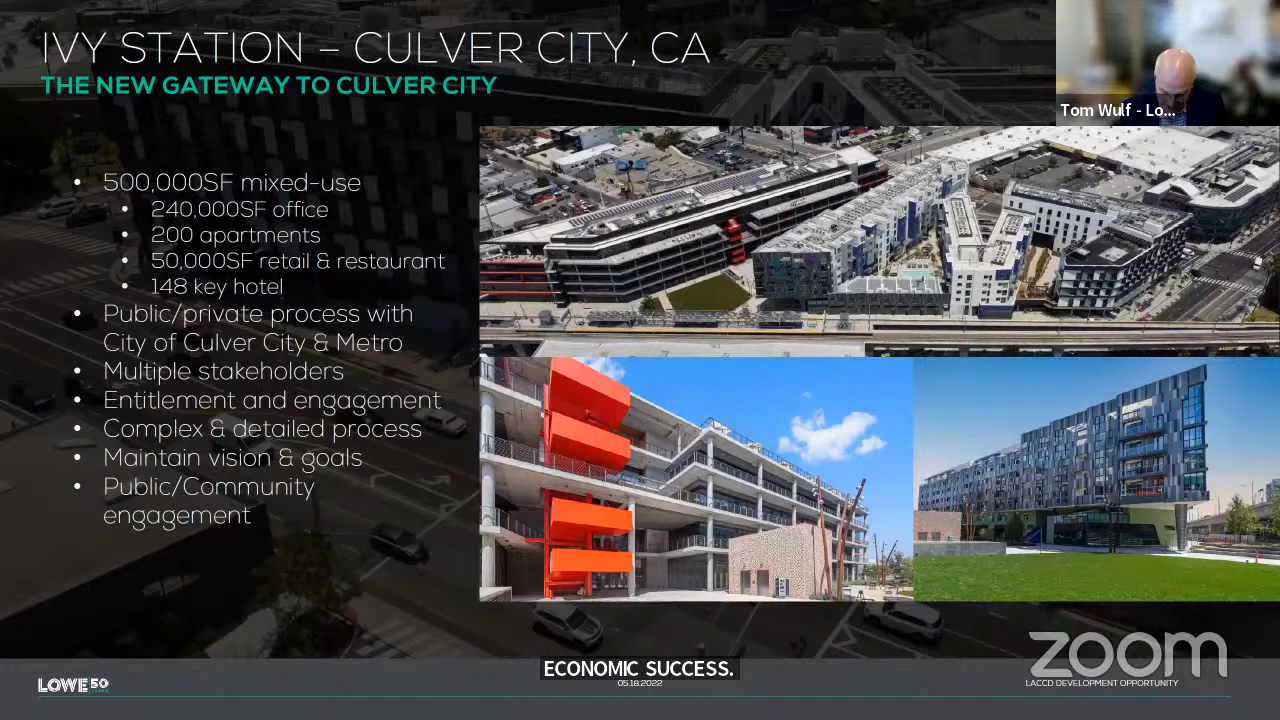 IVY STATION – CULVER CITY, CA
THE NEW GATEWAY TO CULVER CITY
Tom Wulf - Lo...
• 500,000SF mixed-use
• 240,000SF office
• 200 apartments
• 50,000SF retail & restaurant
• 148 key hotel
• Public/private process with
City of Culver City & Metro
• Multiple stakeholders
• Entitlement and engagement
• Complex & detailed process
• Maintain vision & goals
• Public/Community
engagement
zoom
ECONOMIC SUCCESS.
LOWE 50
05.18.2022
LACCD DEVELOPMENT OPPORTUNITY